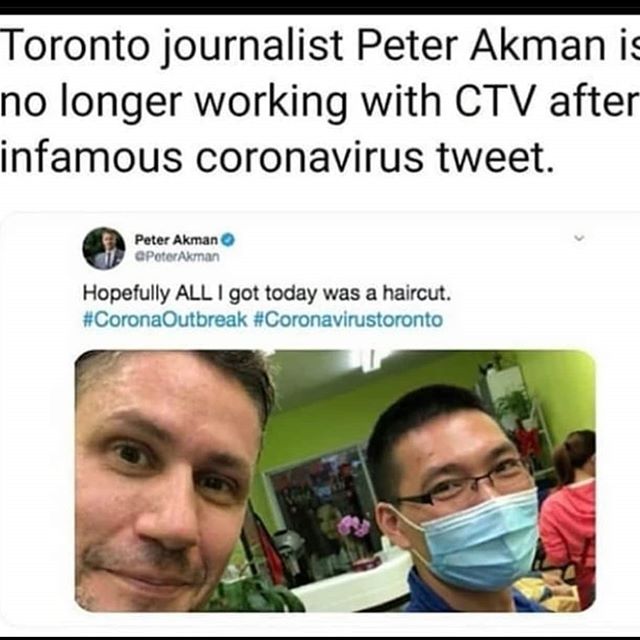 Toronto journalist Peter Akman is
no longer working with CTV after
infamous coronavirus tweet.
Peter Akman
@PeterAkman
Hopefully ALL I got today was a haircut.
#CoronaOutbreak #Coronavirustoronto